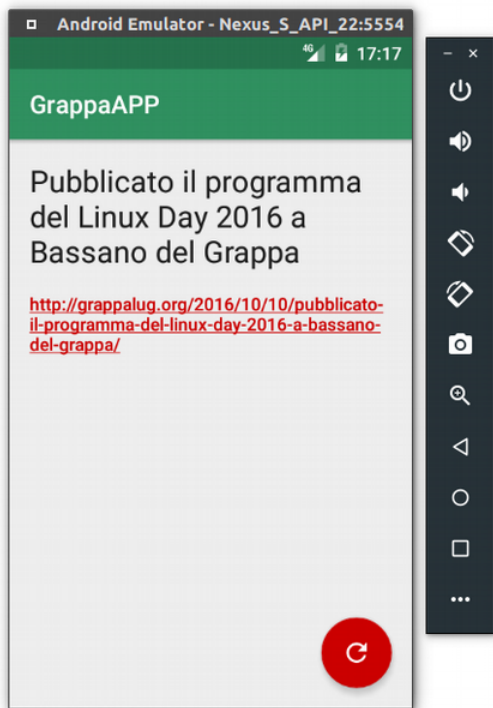 Android Emulator - Nexus_S_API_22:5554
4G 17:17
GrappaAPP
Pubblicato il programma
del Linux Day 2016 a
Bassano del Grappa
http://grappalug.org/2016/10/10/pubblicato-
il-programma-del-linux-day-2016-a-bassano-
del-grappa/